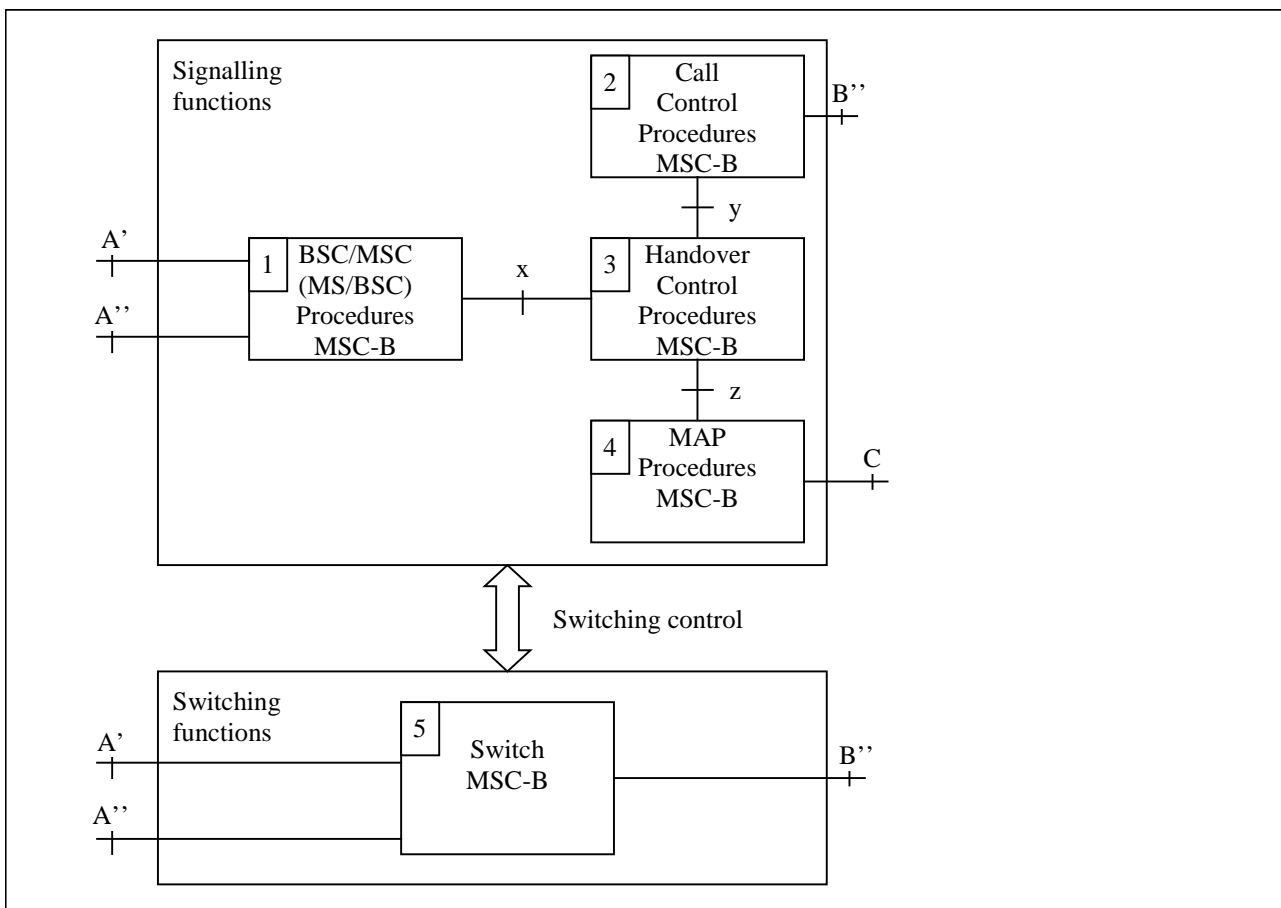 Signalling
functions
2
Call
Control
Procedures
MSC-B
B’’
y
A’
A’’
1
BSC/MSC
(MS/BSC)
Procedures
MSC-B
x
3
Handover
Control
Procedures
MSC-B
z
4
MAP
Procedures
MSC-B
C
Switching control
Switching
functions
A’
A’’
5
Switch
MSC-B
B’’